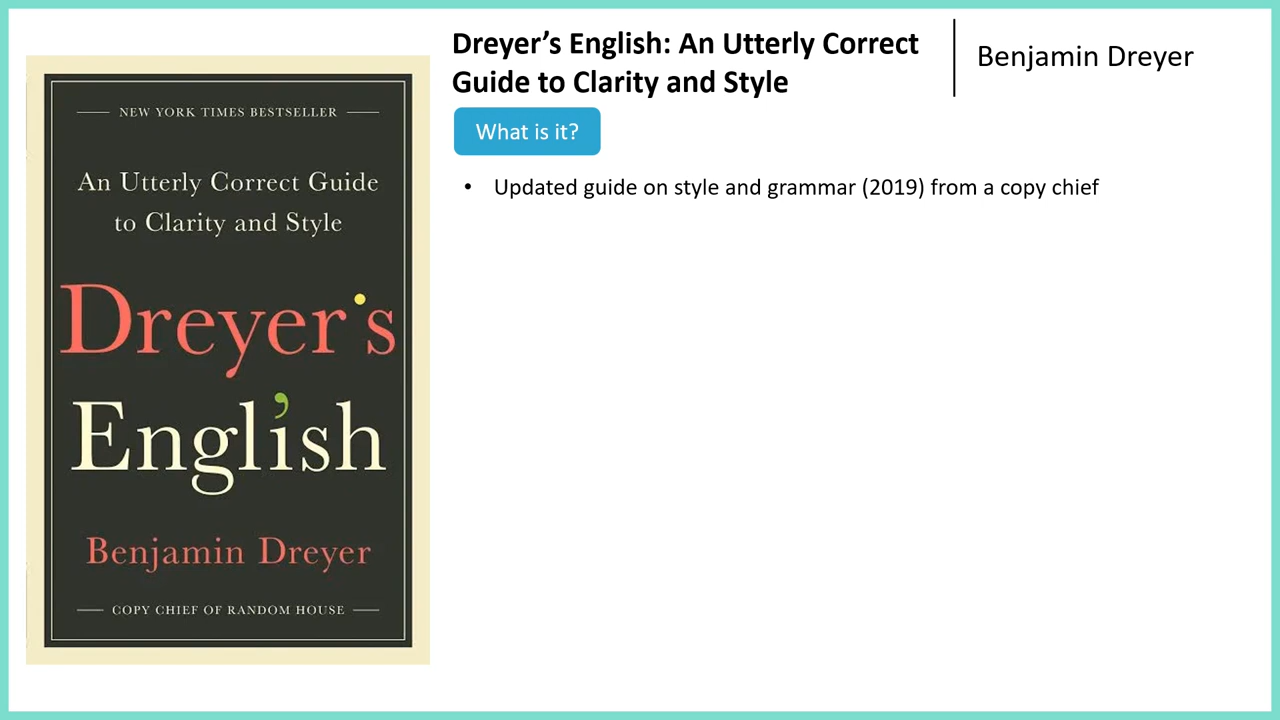 NEW YORK TIMES BESTSELLER
An Utterly Correct Guide
to Clarity and Style
Dreyer's
English
Benjamin Dreyer
COPY CHIEF OF RANDOM HOUSE
Dreyer’s English: An Utterly Correct
Guide to Clarity and Style
Benjamin Dreyer
What is it?
• Updated guide on style and grammar (2019) from a copy chief